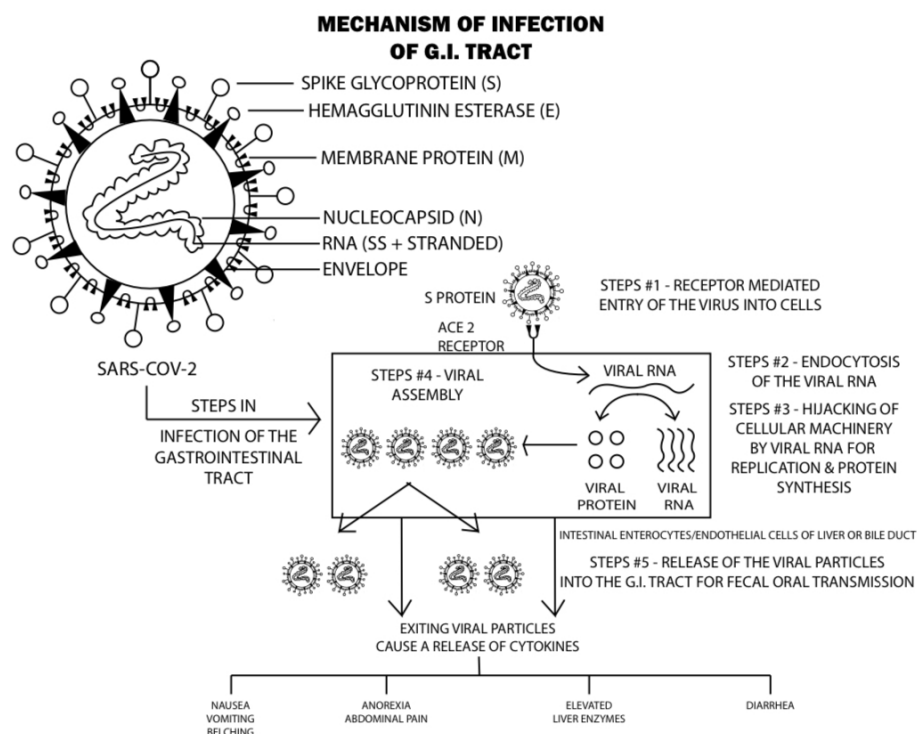 MECHANISM OF INFECTION
OF G.I. TRACT
SPIKE GLYCOPROTEIN (S)
HEMAGGLUTININ ESTERASE (E)
MEMBRANE PROTEIN (M)
NUCLEOCAPSID (N)
RNA (SS + STRANDED)
ENVELOPE
SARS-COV-2
STEPS IN
INFECTION OF THE
GASTROINTESTINAL
TRACT
S PROTEIN
ACE 2
RECEPTOR
STEPS #1 - RECEPTOR MEDIATED
ENTRY OF THE VIRUS INTO CELLS
STEPS #2 - ENDOCYTOSIS
OF THE VIRAL RNA
STEPS #3 - HIJACKING OF
CELLULAR MACHINERY
BY VIRAL RNA FOR
REPLICATION & PROTEIN
SYNTHESIS
STEPS #4 - VIRAL
ASSEMBLY
VIRAL RNA
VIRAL
PROTEIN
VIRAL
RNA
INTESTINAL ENTEROCYTES/ENDOTHELIAL CELLS OF LIVER OR BILE DUCT
STEPS #5 - RELEASE OF THE VIRAL PARTICLES
INTO THE G.I. TRACT FOR FECAL ORAL TRANSMISSION
EXITING VIRAL PARTICLES
CAUSE A RELEASE OF CYTOKINES
NAUSEA
VOMITING
BELCHING
ANOREXIA
ABDOMINAL PAIN
ELEVATED
LIVER ENZYMES
DIARRHEA